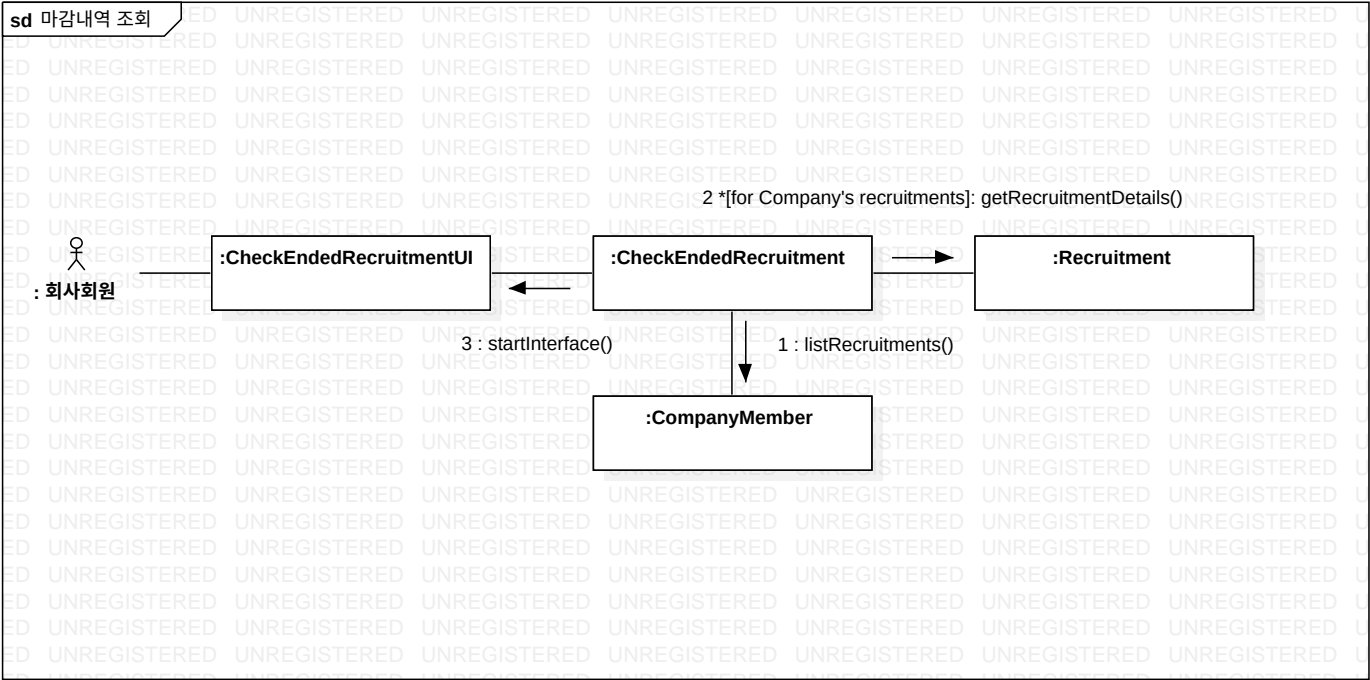 sd 마감내역 조회
2 *[for Company's recruitments]: getRecruitmentDetails()
: 회사회원
:CheckEndedRecruitmentUI
:CheckEndedRecruitment
:Recruitment
3 : startInterface()
1 : listRecruitments()
:CompanyMember
UNREGISTERED